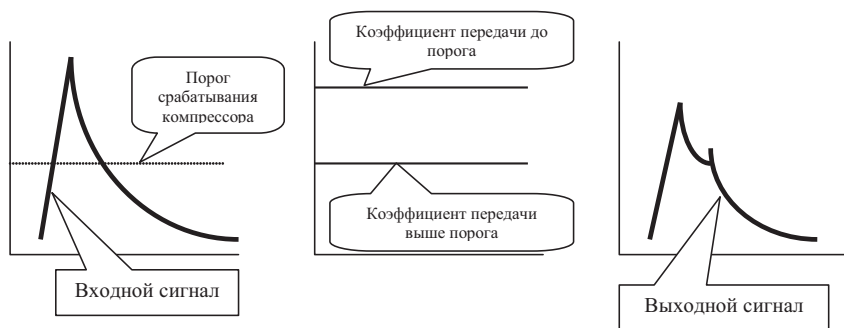 Порог
срабатывания
компрессора
Входной сигнал
Коэффициент передачи до
порога
Коэффициент передачи
выше порога
Выходной сигнал